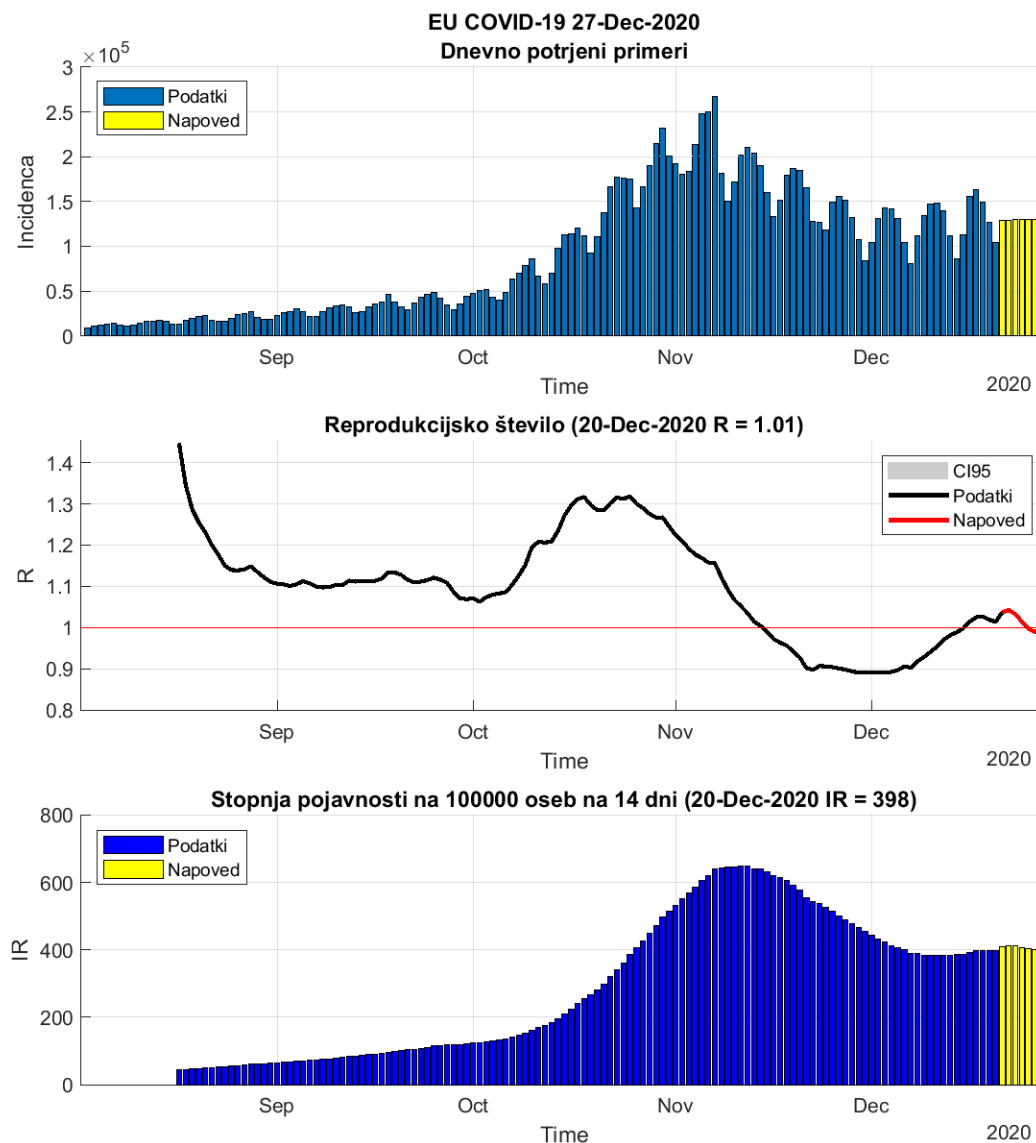 EU COVID-19 27-Dec-2020
Dnevno potrjeni primeri
×10^5
3
2.5
2
1.5
1
0.5
0
Incidenca
Podatki
Napoved
Sep
Oct
Nov
Dec
Time
2020
Reprodukcijsko število (20-Dec-2020 R = 1.01)
1.4
1.3
1.2
1.1
1
0.9
0.8
R
CI95
Podatki
Napoved
Sep
Oct
Nov
Dec
Time
2020
Stopnja pojavnosti na 100000 oseb na 14 dni (20-Dec-2020 IR = 398)
800
600
400
200
0
IR
Podatki
Napoved
Sep
Oct
Nov
Dec
Time
2020